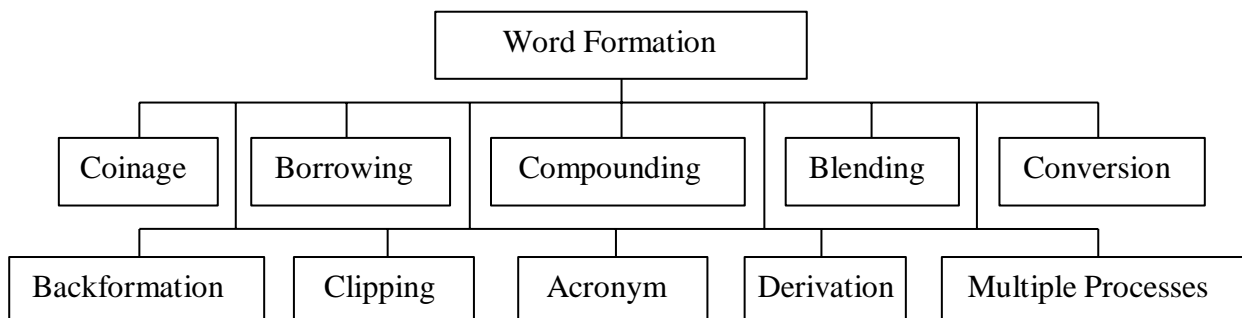 Word Formation
Coinage Borrowing Compounding Blending Conversion
Backformation Clipping Acronym Derivation Multiple Processes